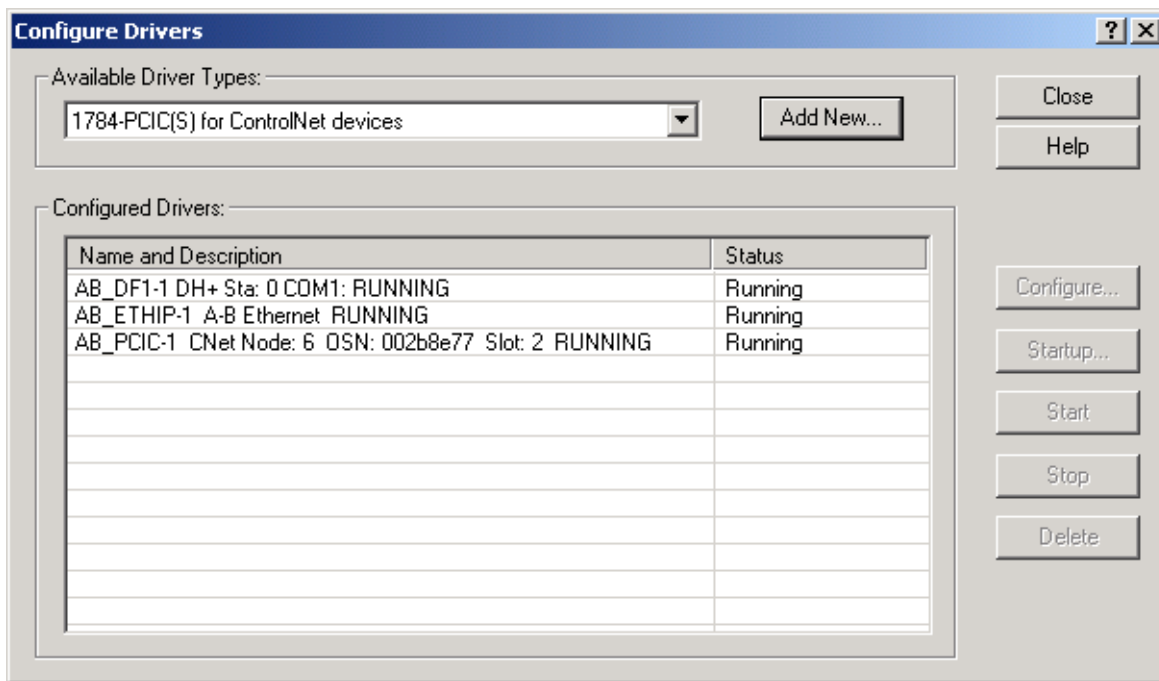 Configure Drivers
Available Driver Types:
1784-PCIC(S) for ControlNet devices
Add New...
Close
Help
Configured Drivers:
Name and Description Status
AB_DF1-1 DH+ Sta: 0 COM1: RUNNING Running
AB_ETHIP-1 A-B Ethernet RUNNING Running
AB_PCIC-1 CNet Node: 6 OSN: 002b8e77 Slot: 2 RUNNING Running
Configure...
Startup...
Start
Stop
Delete